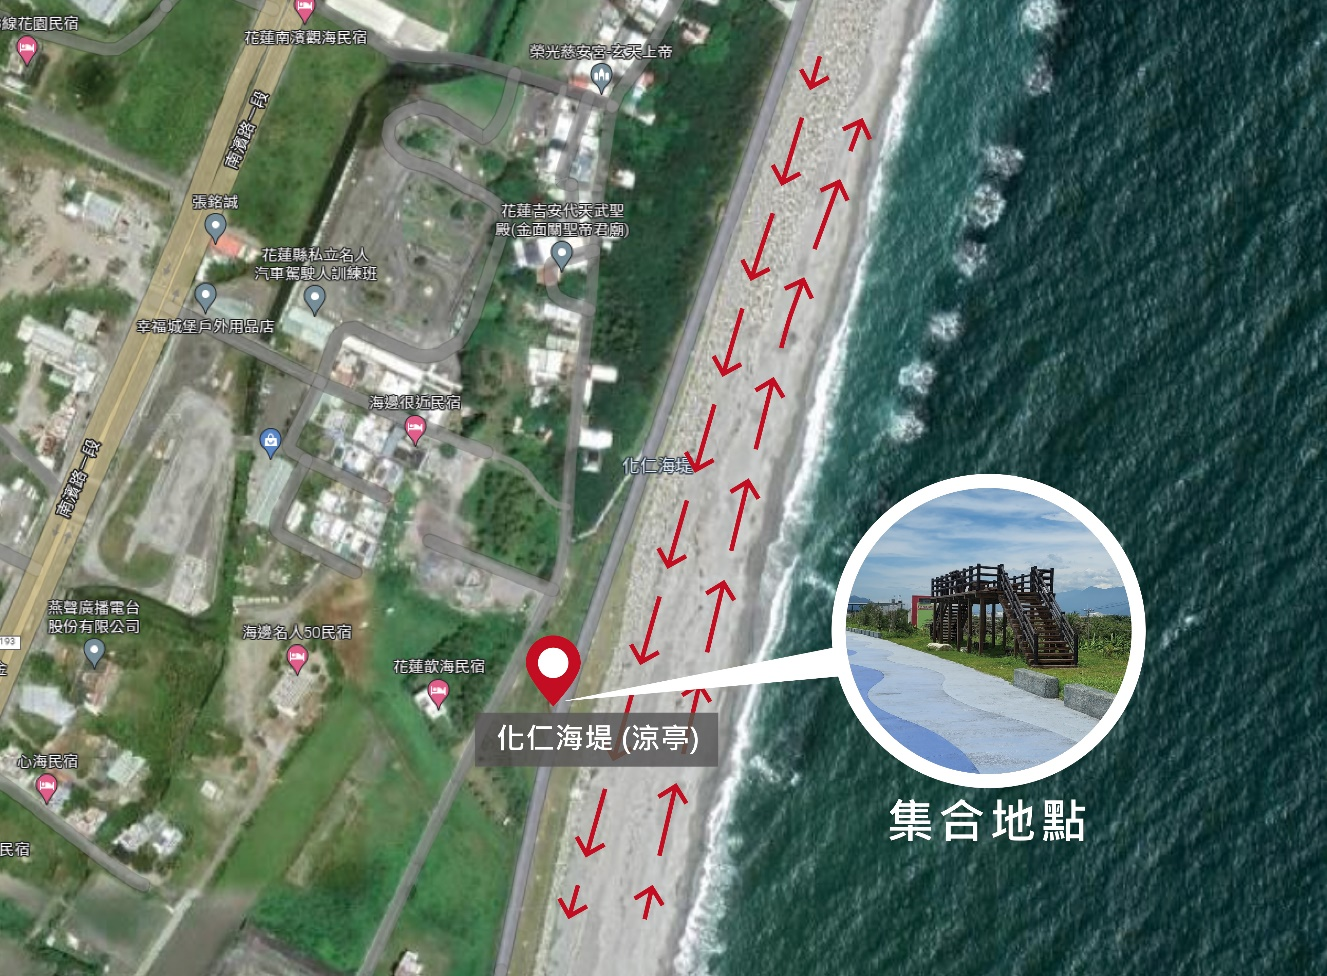 線花園民宿
花蓮南濱觀海民宿
榮光慈安宮-玄天上帝
南濱路一段
張銘誠
花蓮吉安代天武聖
殿(金面關聖帝君廟)
花蓮縣私立名人
汽車駕駛人訓練班
幸福城堡戶外用品店
海邊很近民宿
化仁海堤
南濱路一段
燕聲廣播電台
股份有限公司
193
海邊名人50民宿
花蓮歆海民宿
化仁海堤 (涼亭)
心海民宿
集合地點
民宿